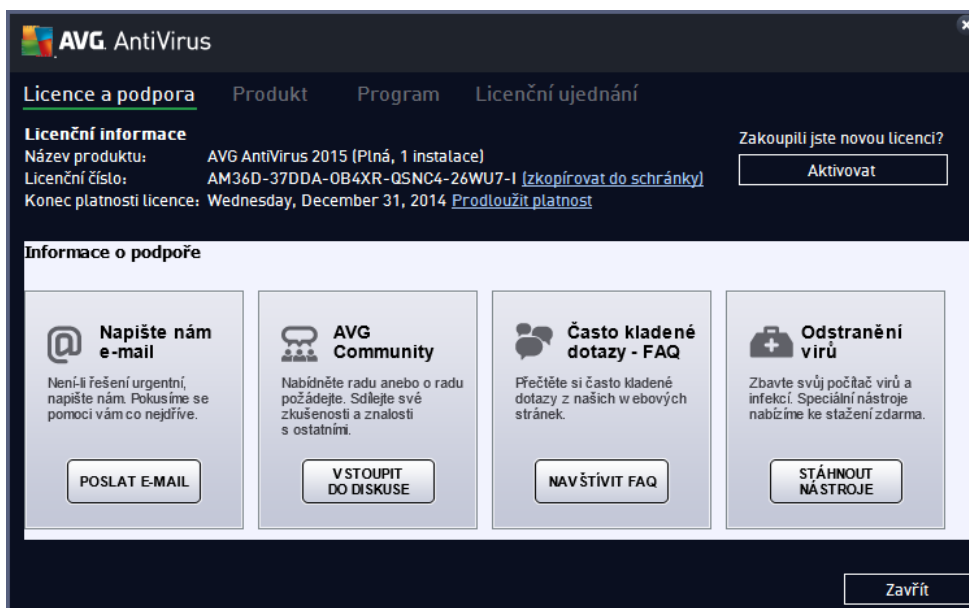 AVG. AntiVirus
Licence a podpora Produkt Program Licenční ujednání
Licenční informace
Název produktu: AVG AntiVirus 2015 (Plná, 1 instalace)
Licenční číslo: AM36D-37DDA-OB4XR-QSNC4-26WU7-I (zkopírovat do schránky)
Konec platnosti licence: Wednesday, December 31, 2014 Prodloužit platnost
Zakoupili jste novou licenci?
Aktivovat
Informace o podpoře
Napište nám
e-mail
Není-li řešení urgentní,
napište nám. Pokusíme se
pomoci vám co nejdříve.
POSLAT E-MAIL
AVG
Community
Nabídněte radu anebo o radu
požádejte. Sdílejte své
zkušenosti a znalosti
s ostatními.
VSTOUPIT
DO DISKUSE
Často kladené
dotazy - FAQ
Přečtěte si často kladené
dotazy z našich webových
stránek.
NAVŠTÍVIT FAQ
Odstranění
virů
Zbavte svůj počítač virů a
infekcí. Speciální nástroje
nabízíme ke stažení zdarma.
STÁHNOUT
NÁSTROJE
Zavřít